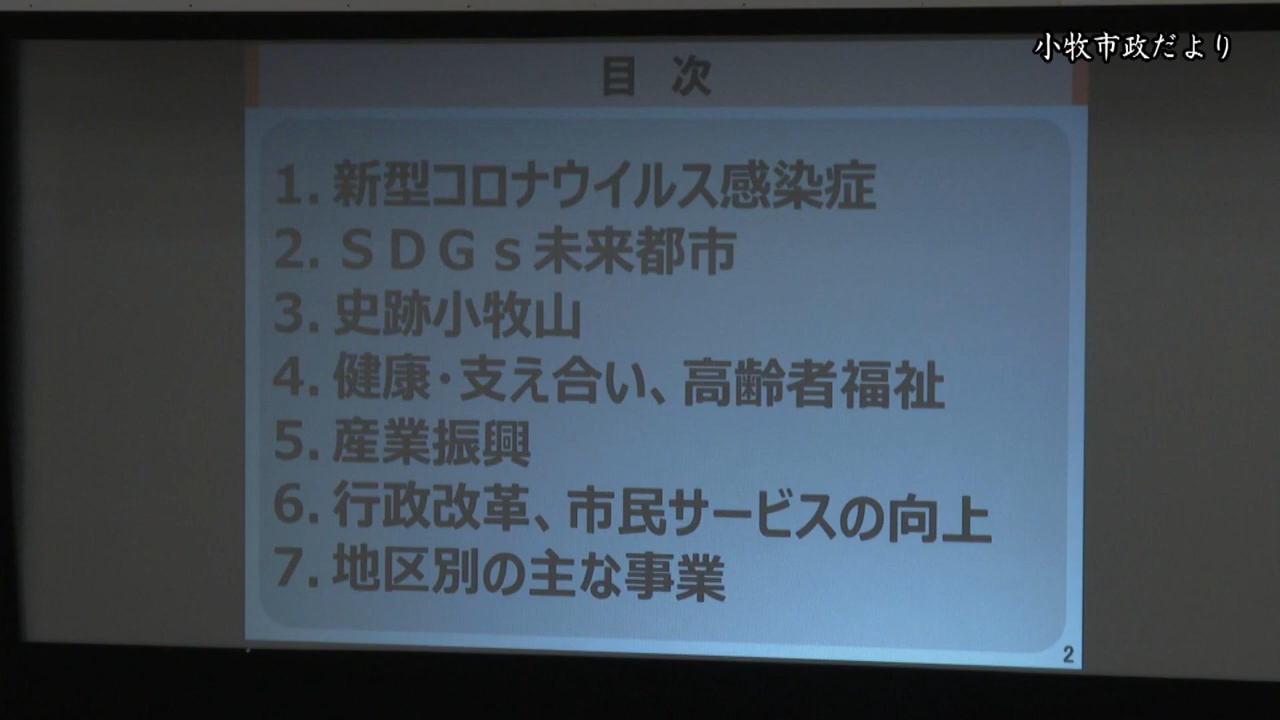 小牧市政だより
目 次
1. 新型コロナウイルス感染症
2. ＳＤＧｓ未来都市
3. 史跡小牧山
4. 健康・支え合い、高齢者福祉
5. 産業振興
6. 行政改革、市民サービスの向上
7. 地区別の主な事業
2